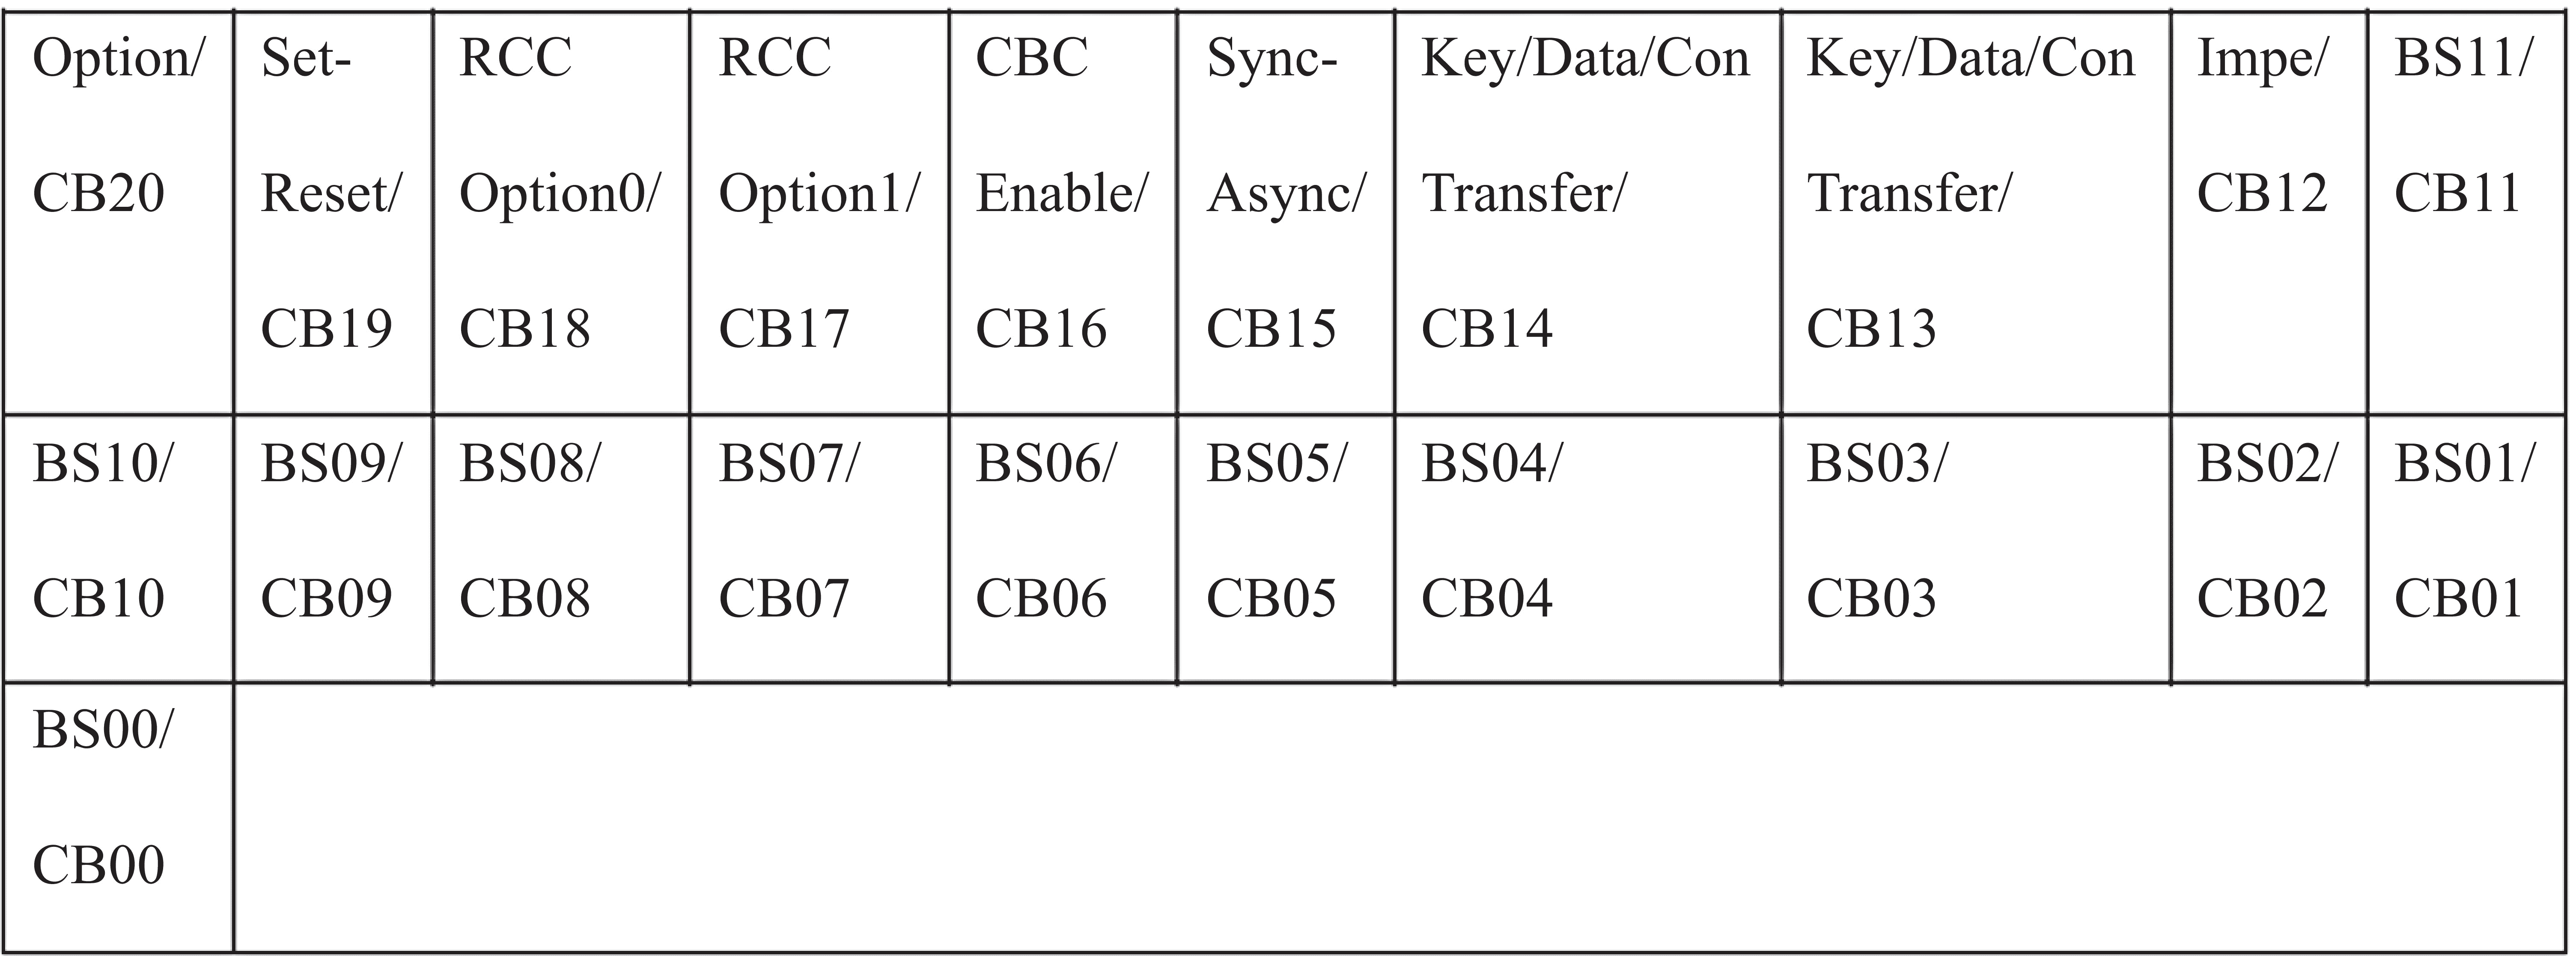 Option/
CB20
Set-
Reset/
CB19
RCC
Option0/
CB18
RCC
Option1/
CB17
CBC
Enable/
CB16
Sync-
Async/
CB15
Key/Data/Con
Transfer/
CB14
Key/Data/Con
Transfer/
CB13
Impe/
CB12
BS11/
CB11
BS10/
CB10
BS09/
CB09
BS08/
CB08
BS07/
CB07
BS06/
CB06
BS05/
CB05
BS04/
CB04
BS03/
CB03
BS02/
CB02
BS01/
CB01
BS00/
CB00